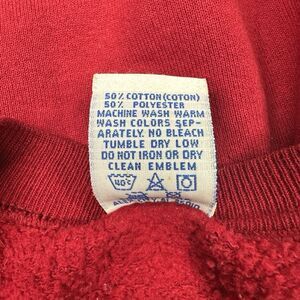 50% COTTON (COTON)
50% POLYESTER
MACHINE WASH WARM
WASH COLORS SEP-
ARATELY. NO BLEACH
TUMBLE DRY LOW
DO NOT IRON OR DRY
CLEAN EMBLEM
40°C